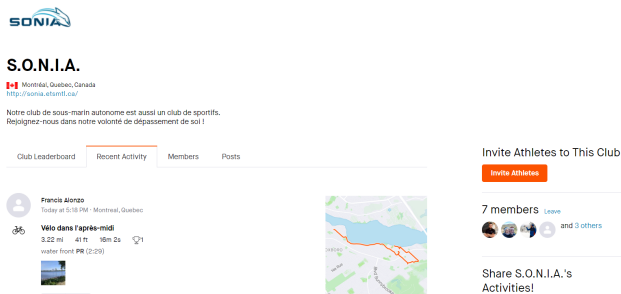 SONIA
S.O.N.I.A.
Montréal, Quebec, Canada
http://sonia.etsmtl.ca/
Notre club de sous-marin autonome est aussi un club de sportifs.
Rejoignez-nous dans notre volonté de dépassement de soi !
Club Leaderboard
Recent Activity
Members
Posts
Francis Alonzo
Today at 5:18 PM · Montreal, Quebec
Vélo dans l'après-midi
3.22 mi 41 ft 16m 2s 1
water front PR (2:29)
Invite Athletes to This Club
Invite Athletes
7 members Leave
and 3 others
Share S.O.N.I.A.'s
Activities!